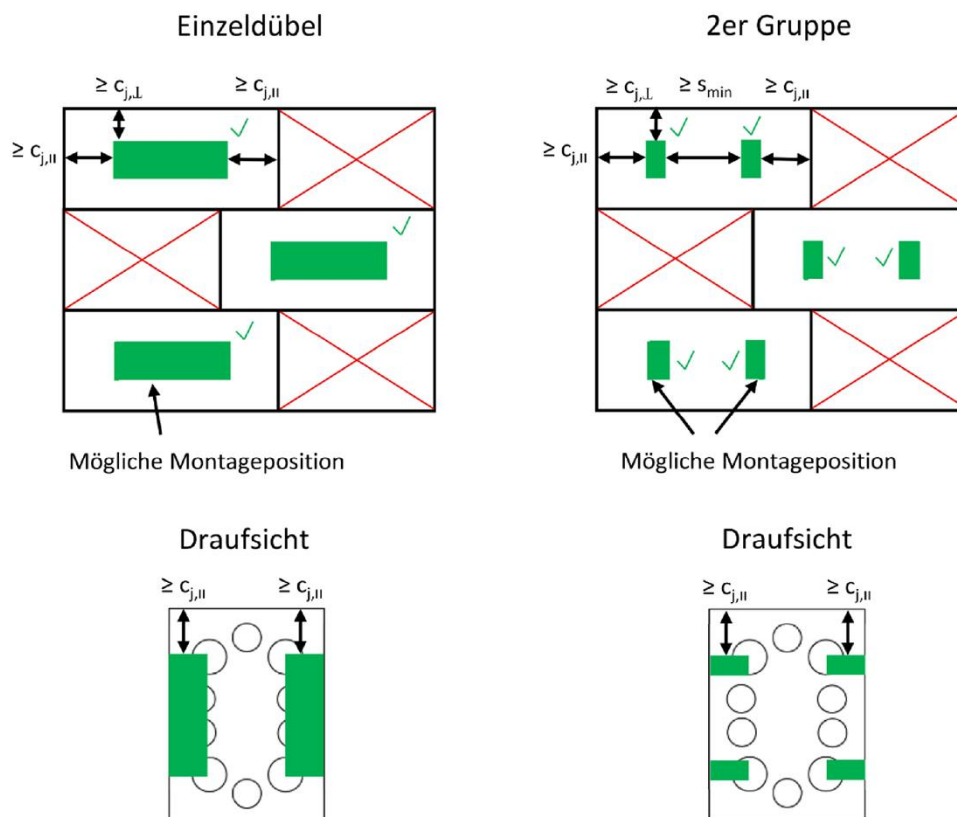 Einzeldübel
2er Gruppe
≥ c_j,⊥
≥ c_j,II
≥ c_j,II
≥ c_j,⊥
≥ s_min
≥ c_j,II
≥ c_j,II
Mögliche Montageposition
Mögliche Montageposition
Draufsicht
Draufsicht
≥ c_j,II
≥ c_j,II
≥ c_j,II
≥ c_j,II